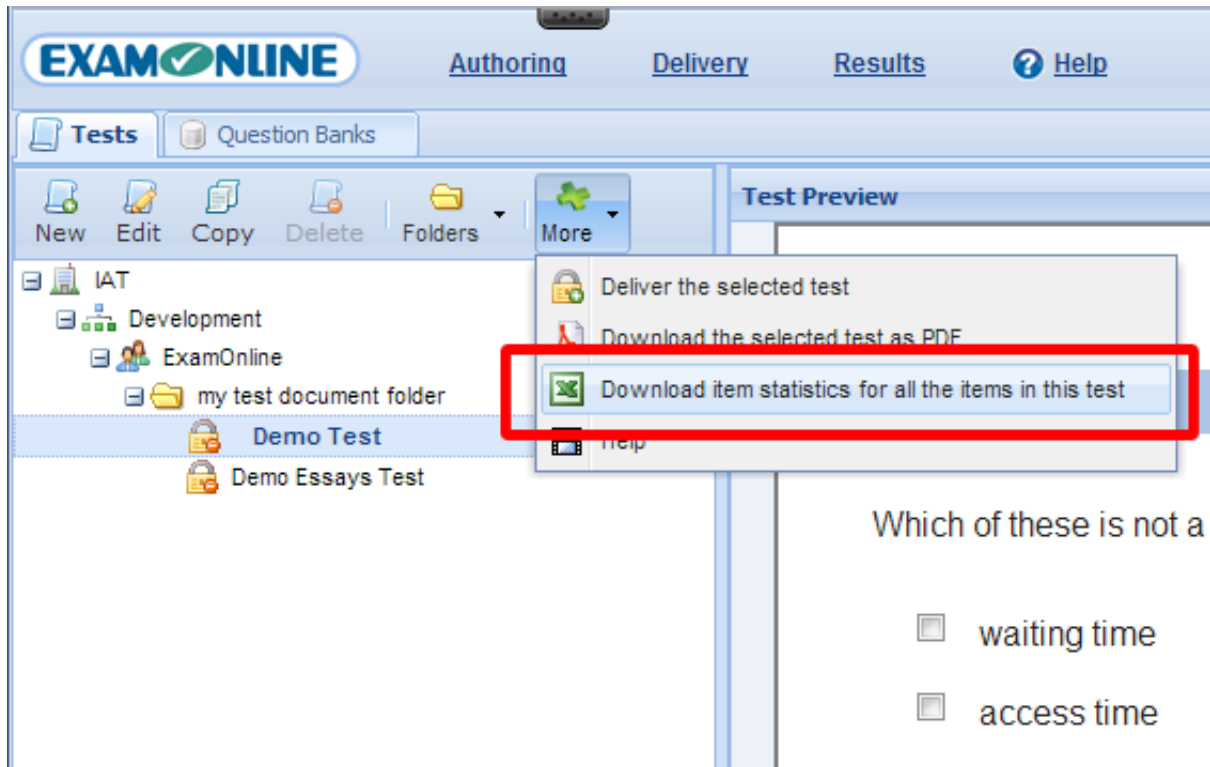 EXAMONLINE Authoring Delivery Results Help
Tests Question Banks
New Edit Copy Delete Folders More
Test Preview
IAT
Development
ExamOnline
my test document folder
Demo Test
Demo Essays Test
Deliver the selected test
Download the selected test as PDF
Download item statistics for all the items in this test
Help
Which of these is not a
waiting time
access time